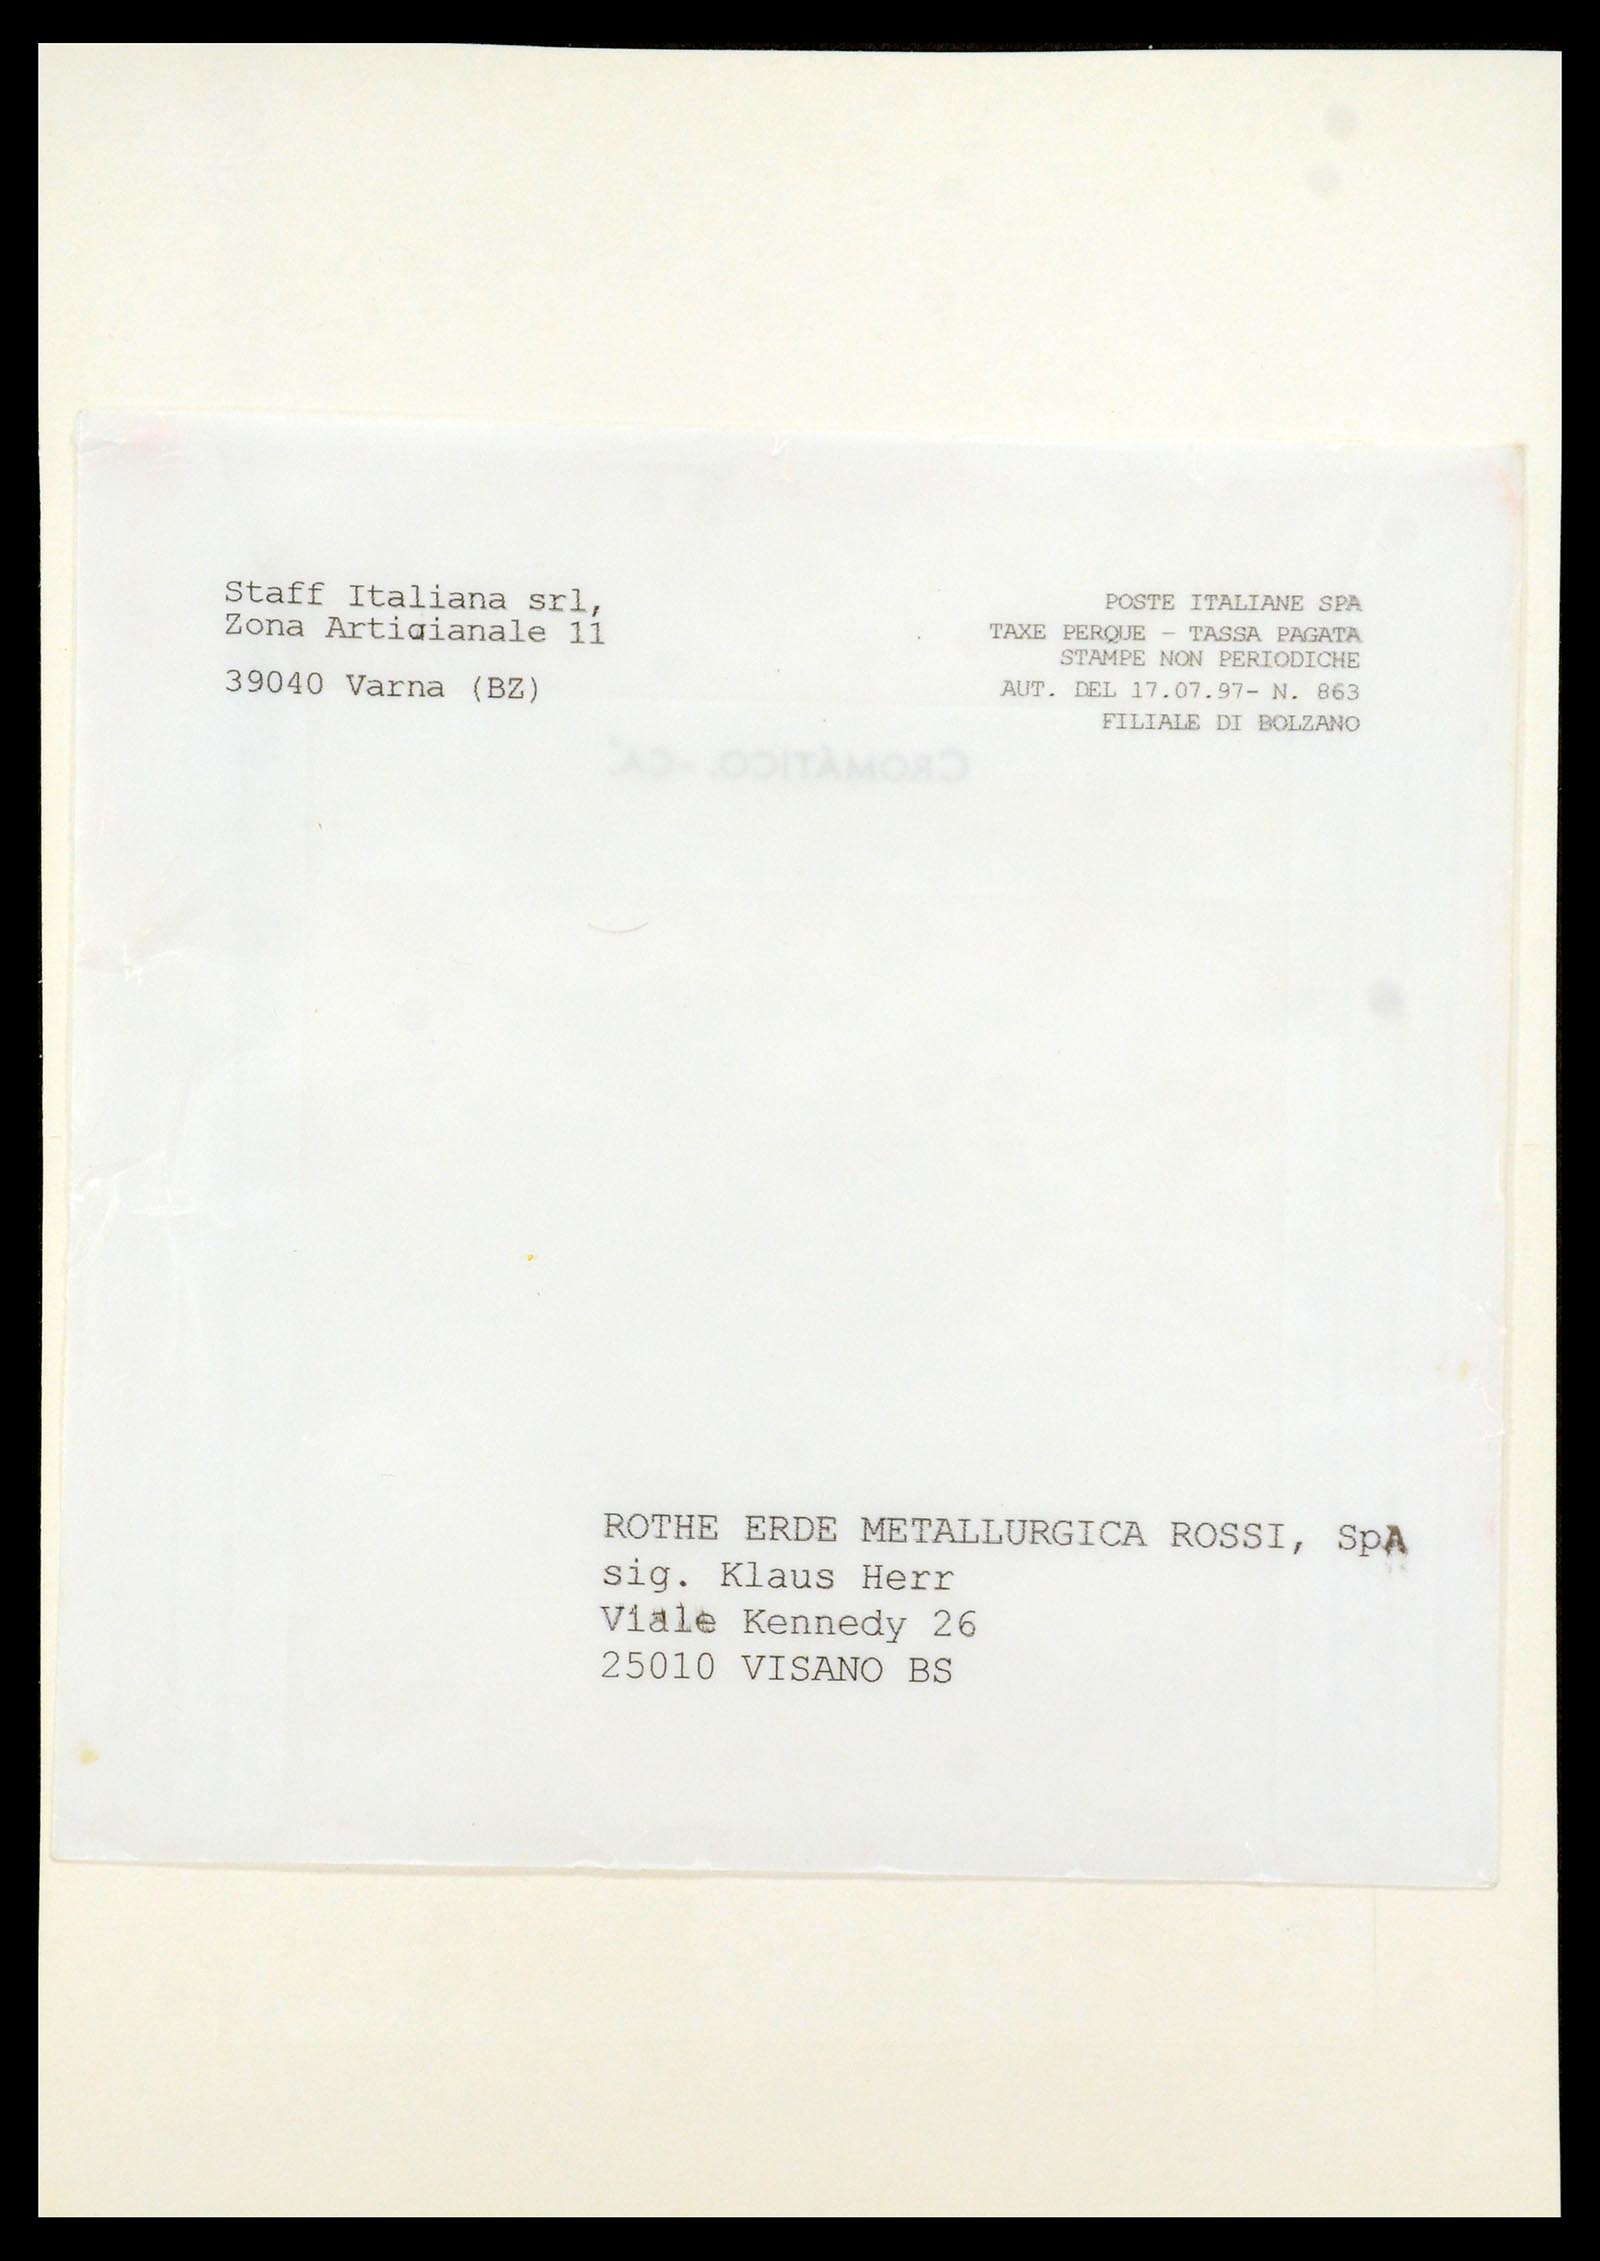 Staff Italiana srl,
Zona Artigianale 11
39040 Varna (BZ)
POSTE ITALIANE SPA
TAXE PERQUE - TASSA PAGATA
STAMPE NON PERIODICHE
AUT. DEL 17.07.97- N. 863
FILIALE DI BOLZANO
CROMÁTICO.-CA.
ROTHE ERDE METALLURGICA ROSSI, SpA
sig. Klaus Herr
Viale Kennedy 26
25010 VISANO BS